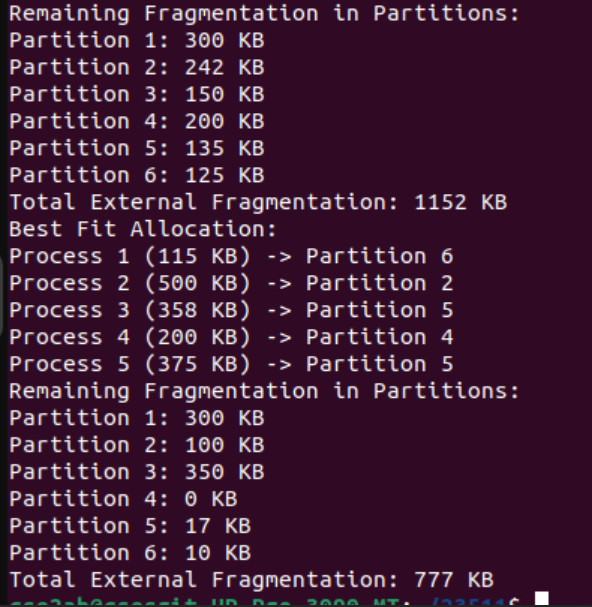 Remaining Fragmentation in Partitions:
Partition 1: 300 KB
Partition 2: 242 KB
Partition 3: 150 KB
Partition 4: 200 KB
Partition 5: 135 KB
Partition 6: 125 KB
Total External Fragmentation: 1152 KB
Best Fit Allocation:
Process 1 (115 KB) -> Partition 6
Process 2 (500 KB) -> Partition 2
Process 3 (358 KB) -> Partition 5
Process 4 (200 KB) -> Partition 4
Process 5 (375 KB) -> Partition 5
Remaining Fragmentation in Partitions:
Partition 1: 300 KB
Partition 2: 100 KB
Partition 3: 350 KB
Partition 4: 0 KB
Partition 5: 17 KB
Partition 6: 10 KB
Total External Fragmentation: 777 KB